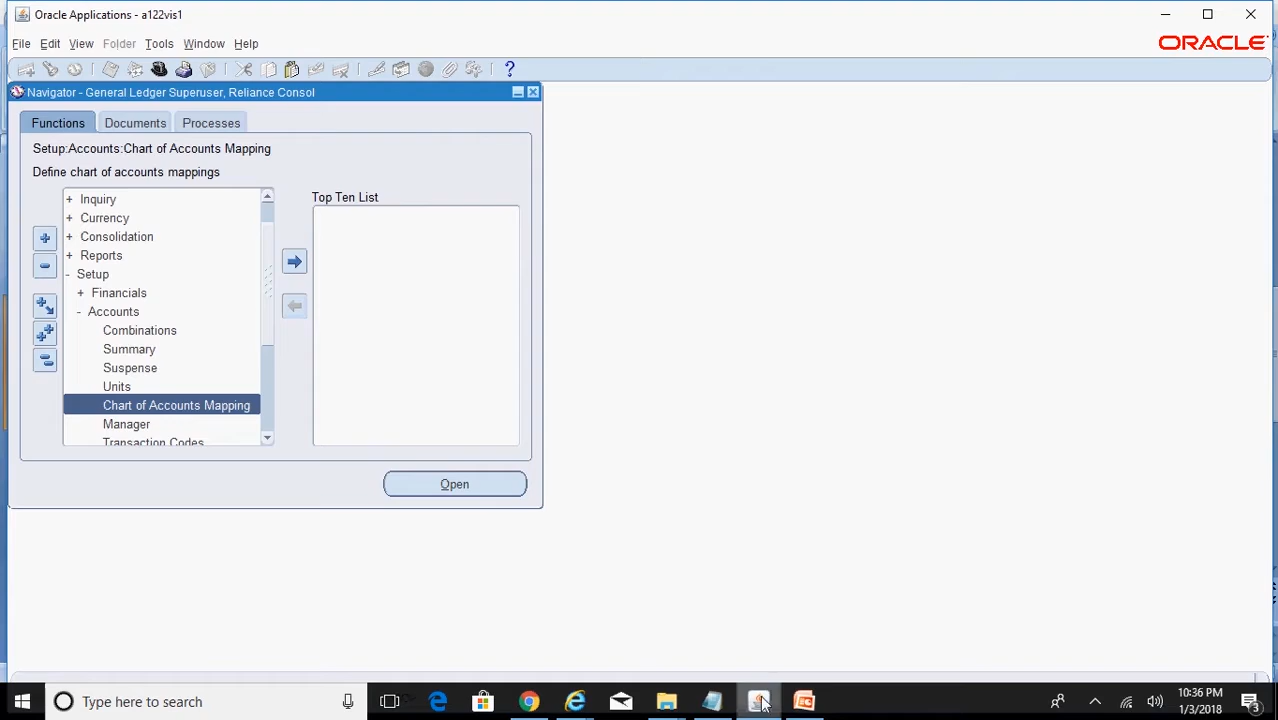 Oracle Applications - a122vis1
File Edit View Folder Tools Window Help
ORACLE
?
Navigator - General Ledger Superuser, Reliance Consol
Functions Documents Processes
Setup:Accounts:Chart of Accounts Mapping
Define chart of accounts mappings
Top Ten List
+ Inquiry
+ Currency
+ Consolidation
+ Reports
- Setup
+ Financials
- Accounts
Combinations
Summary
Suspense
Units
Chart of Accounts Mapping
Manager
Transaction Codes
Open
Type here to search
10:36 PM
1/3/2018
3